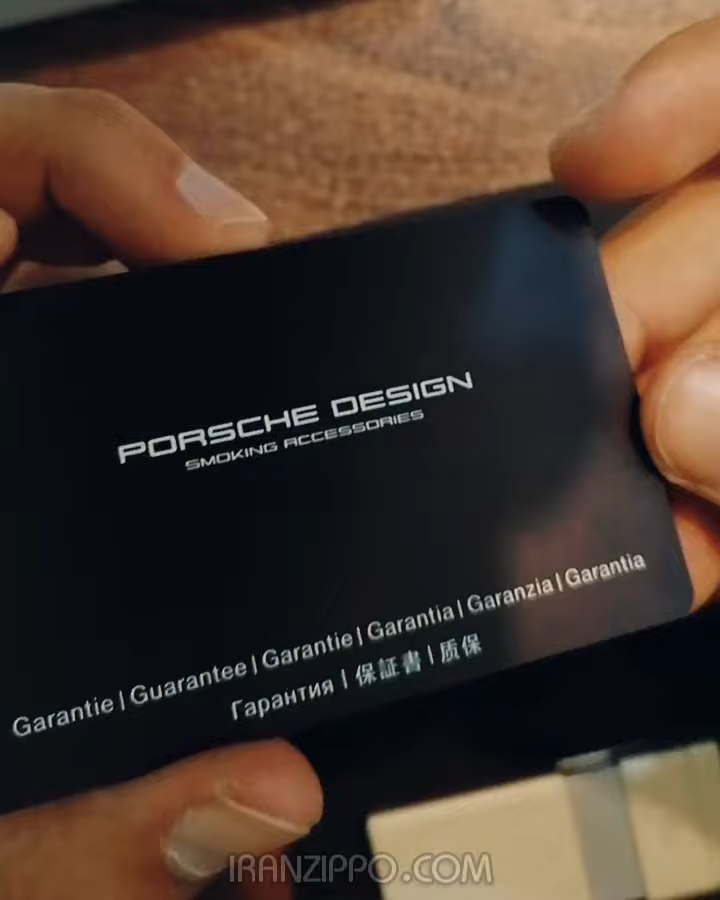 PORSCHE DESIGN
SMOKING ACCESSORIES
Garantie | Guarantee | Garantie | Garantia | Garanzia | Garantia
Гарантия | 保証書 | 质保
IRANZIPPO.COM